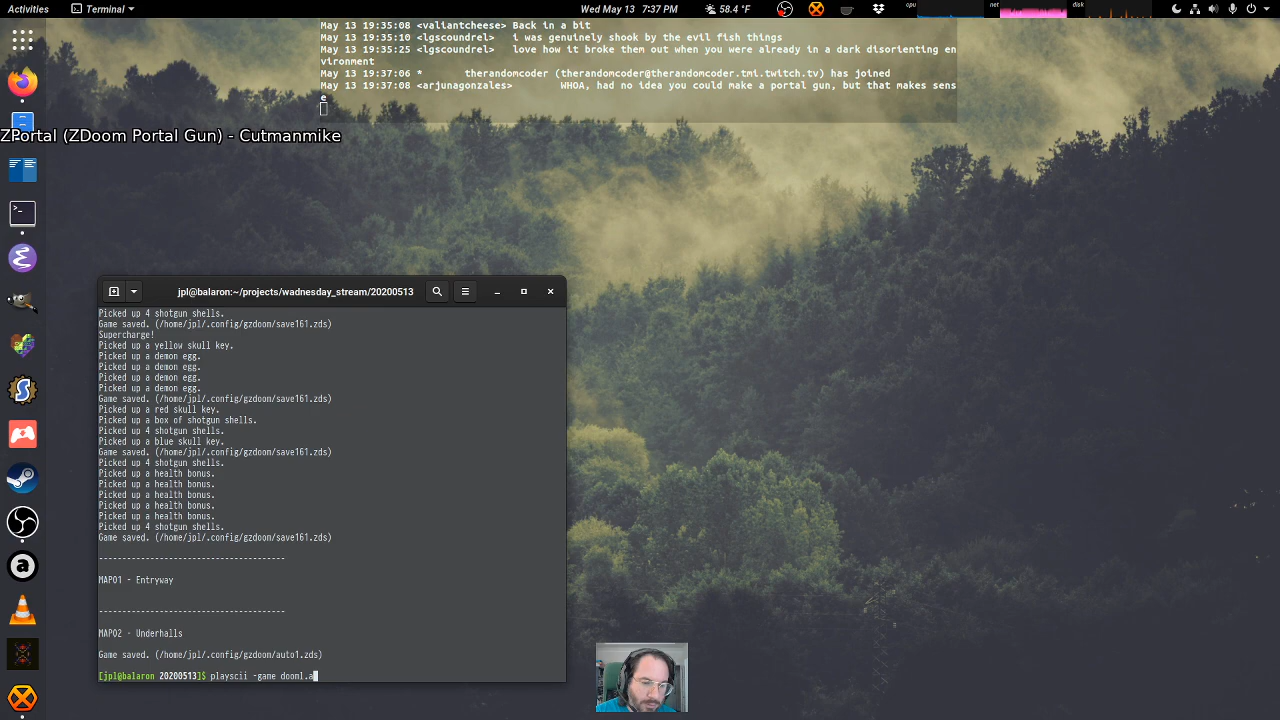 Activities
Terminal
Wed May 13 7:37 PM
58.4 °F
cpu
net
disk
May 13 19:35:08 <valiantcheese> Back in a bit
May 13 19:35:10 <lgscoundrel> i was genuinely shook by the evil fish things
May 13 19:35:25 <lgscoundrel> love how it broke them out when you were already in a dark disorienting en
vironment
May 13 19:37:06 * therandomcoder (therandomcoder@therandomcoder.tmi.twitch.tv) has joined
May 13 19:37:08 <arjunagonzales> WHOA, had no idea you could make a portal gun, but that makes sens
e
ZPortal (ZDoom Portal Gun) - Cutmanmike
jpl@balaron:~/projects/wadnesday_stream/20200513
Picked up 4 shotgun shells.
Game saved. (/home/jpl/.config/gzdoom/save161.zds)
Supercharge!
Picked up a yellow skull key.
Picked up a demon egg.
Picked up a demon egg.
Picked up a demon egg.
Picked up a demon egg.
Game saved. (/home/jpl/.config/gzdoom/save161.zds)
Picked up a red skull key.
Picked up a box of shotgun shells.
Picked up 4 shotgun shells.
Picked up a blue skull key.
Game saved. (/home/jpl/.config/gzdoom/save161.zds)
Picked up 4 shotgun shells.
Picked up a health bonus.
Picked up a health bonus.
Picked up a health bonus.
Picked up a health bonus.
Picked up a health bonus.
Picked up 4 shotgun shells.
Game saved. (/home/jpl/.config/gzdoom/save161.zds)
--------------------------------------
MAP01 - Entryway
--------------------------------------
MAP02 - Underhalls
Game saved. (/home/jpl/.config/gzdoom/auto1.zds)
[jpl@balaron 20200513]$ playscii -game dooml.a